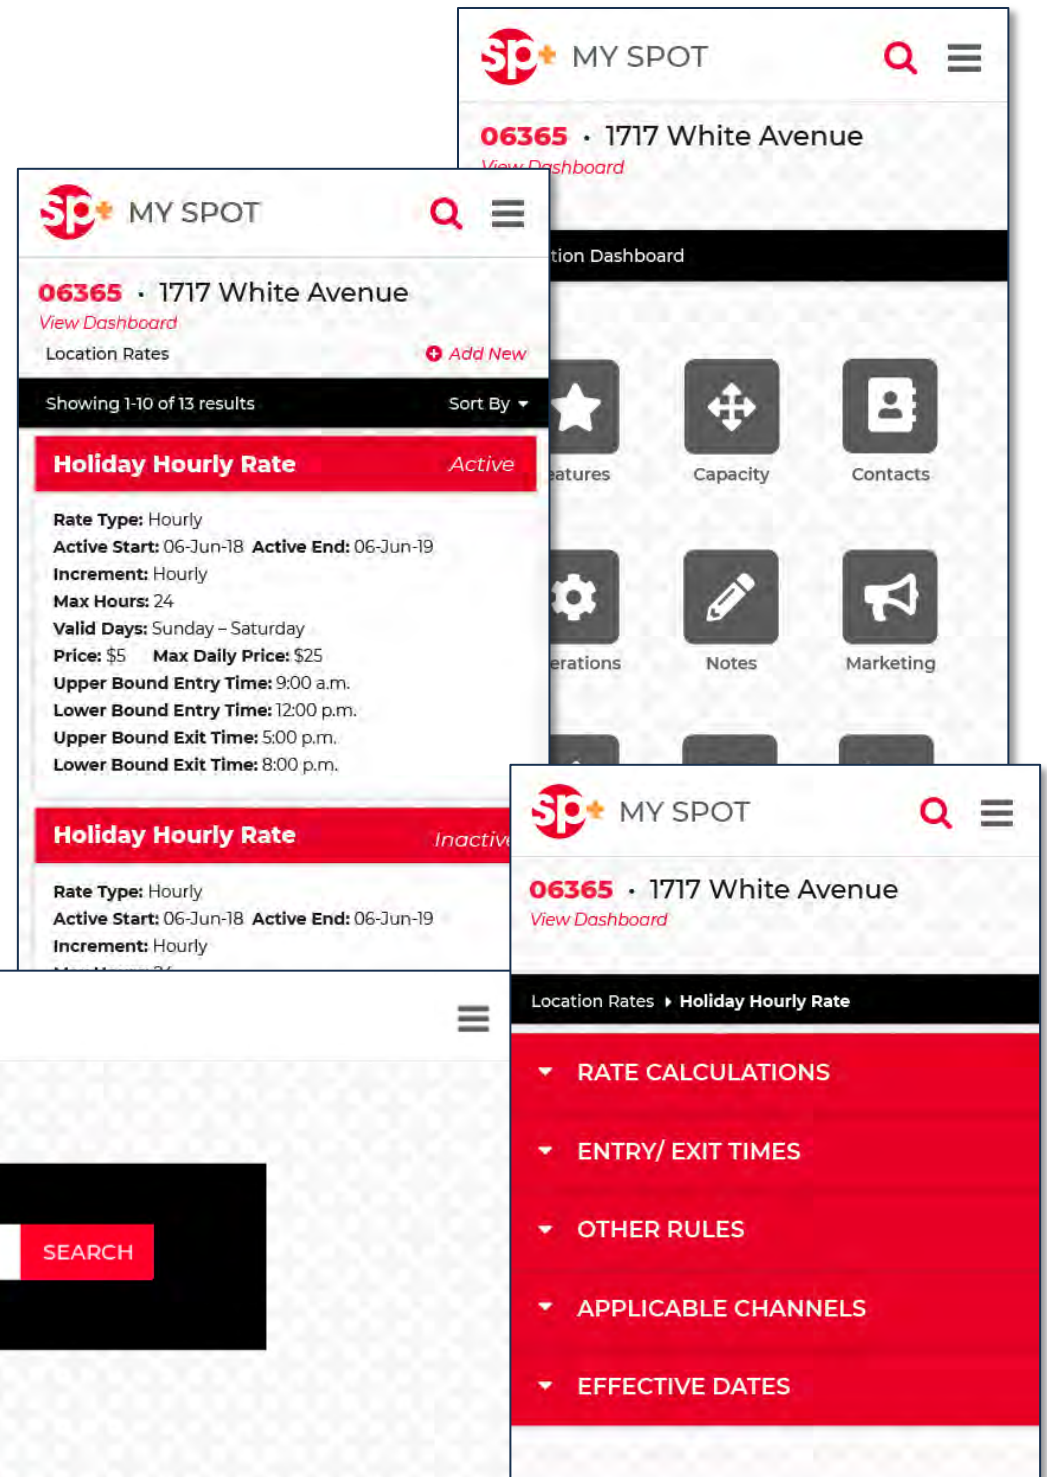 sp+ MY SPOT
06365 • 1717 White Avenue
View Dashboard
tion Dashboard
eatures
Capacity
Contacts
erations
Notes
Marketing
sp+ MY SPOT
06365 • 1717 White Avenue
View Dashboard
Location Rates
Add New
Showing 1-10 of 13 results
Sort By
Holiday Hourly Rate Active
Rate Type: Hourly
Active Start: 06-Jun-18 Active End: 06-Jun-19
Increment: Hourly
Max Hours: 24
Valid Days: Sunday – Saturday
Price: $5 Max Daily Price: $25
Upper Bound Entry Time: 9:00 a.m.
Lower Bound Entry Time: 12:00 p.m.
Upper Bound Exit Time: 5:00 p.m.
Lower Bound Exit Time: 8:00 p.m.
Holiday Hourly Rate Inactive
Rate Type: Hourly
Active Start: 06-Jun-18 Active End: 06-Jun-19
Increment: Hourly
SEARCH
sp+ MY SPOT
06365 • 1717 White Avenue
View Dashboard
Location Rates Holiday Hourly Rate
RATE CALCULATIONS
ENTRY/ EXIT TIMES
OTHER RULES
APPLICABLE CHANNELS
EFFECTIVE DATES